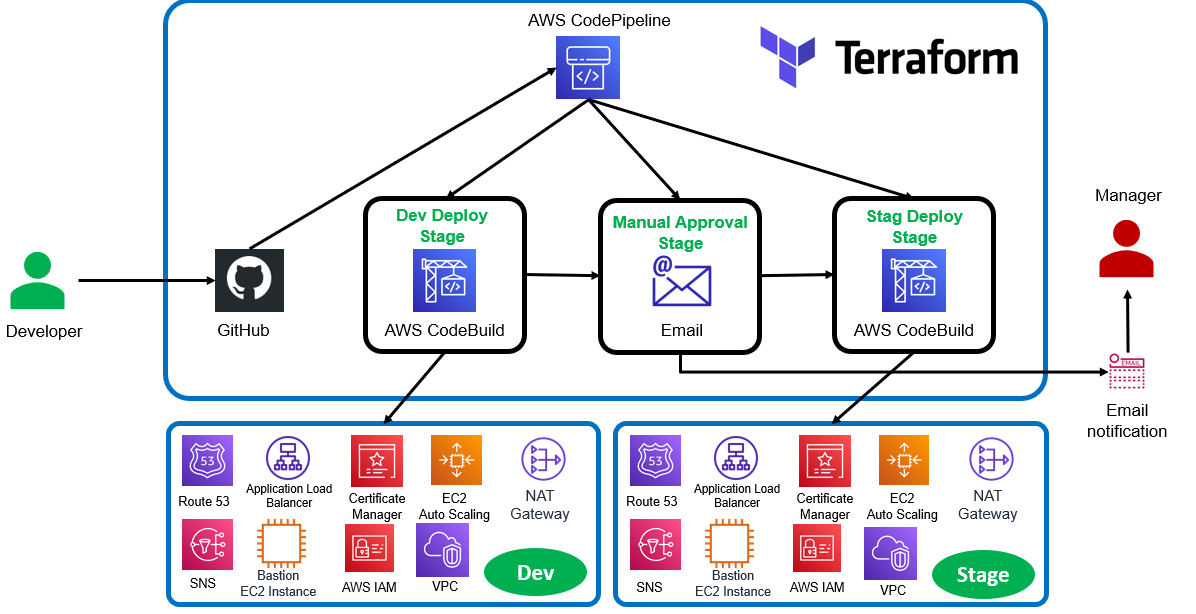 AWS CodePipeline
Terraform
Manager
Dev Deploy
Stage
Manual Approval
Stage
Stag Deploy
Stage
@
Developer
GitHub
AWS CodeBuild
Email
AWS CodeBuild
EMAIL
Email
notification
53
Route 53
Application Load
Balancer
Certificate
Manager
EC2
Auto Scaling
NAT
Gateway
SNS
Bastion
EC2 Instance
AWS IAM
VPC
Dev
53
Route 53
Application Load
Balancer
Certificate
Manager
EC2
Auto Scaling
NAT
Gateway
SNS
Bastion
EC2 Instance
AWS IAM
VPC
Stage